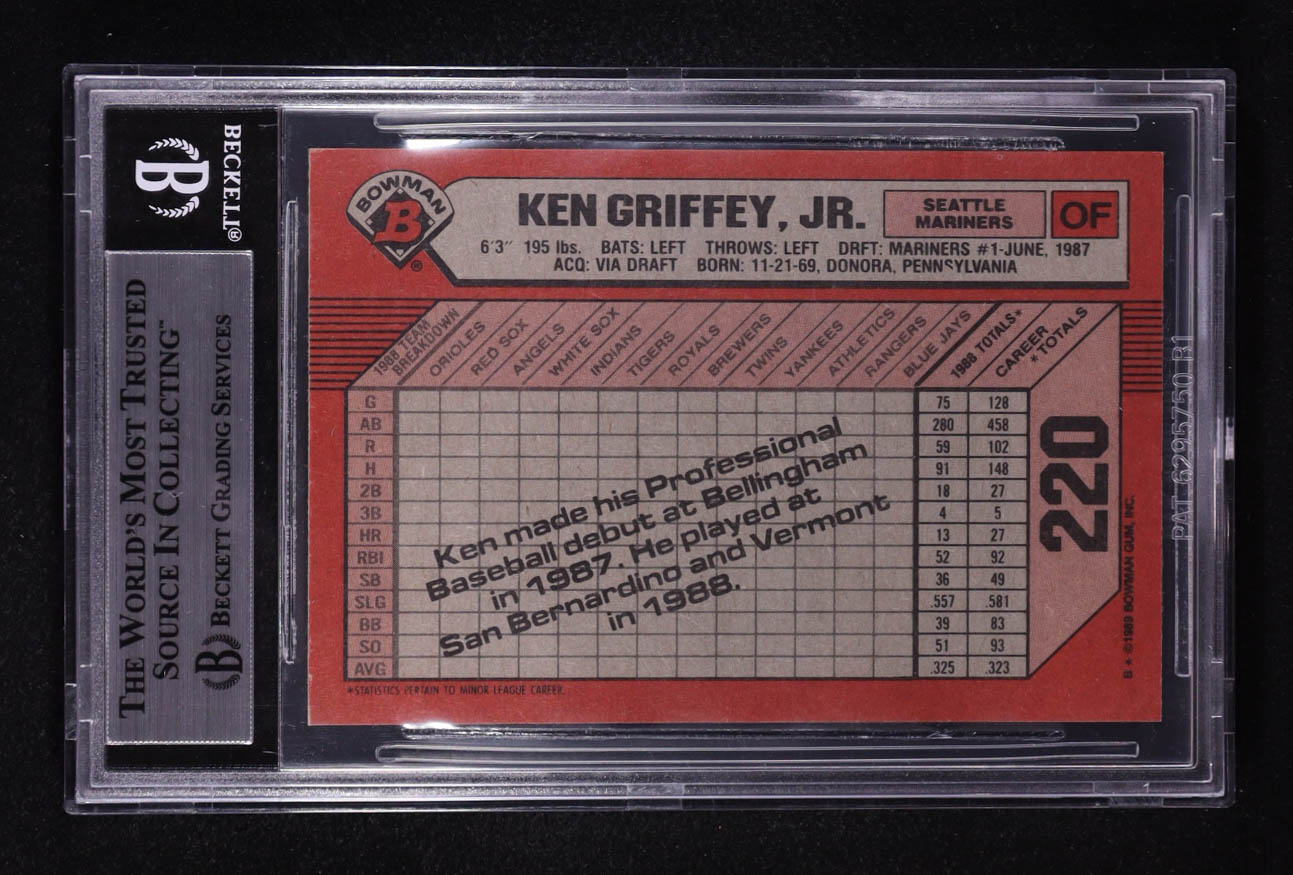 BECKETT®
B
THE WORLD'S MOST TRUSTED
SOURCE IN COLLECTING™
B BECKETT GRADING SERVICES
BOWMAN
B
®
KEN GRIFFEY, JR.
SEATTLE
MARINERS
OF
6'3" 195 lbs. BATS: LEFT THROWS: LEFT DRFT: MARINERS #1-JUNE, 1987
ACQ: VIA DRAFT BORN: 11-21-69, DONORA, PENNSYLVANIA
1988 TEAM
BREAKDOWN
ORIOLES
RED SOX
ANGELS
WHITE SOX
INDIANS
TIGERS
ROYALS
BREWERS
TWINS
YANKEES
ATHLETICS
RANGERS
BLUE JAYS
1988 TOTALS*
CAREER
*TOTALS
G 75 128
AB 280 458
R 59 102
H 91 148
2B 18 27
3B 4 5
HR 13 27
RBI 52 92
SB 36 49
SLG .557 .581
BB 39 83
SO 51 93
AVG .325 .323
Ken made his Professional
Baseball debut at Bellingham
in 1987. He played at
San Bernardino and Vermont
in 1988.
220
*STATISTICS PERTAIN TO MINOR LEAGUE CAREER.
B * ©1989 BOWMAN GUM, INC.
PAT 6295750 B1